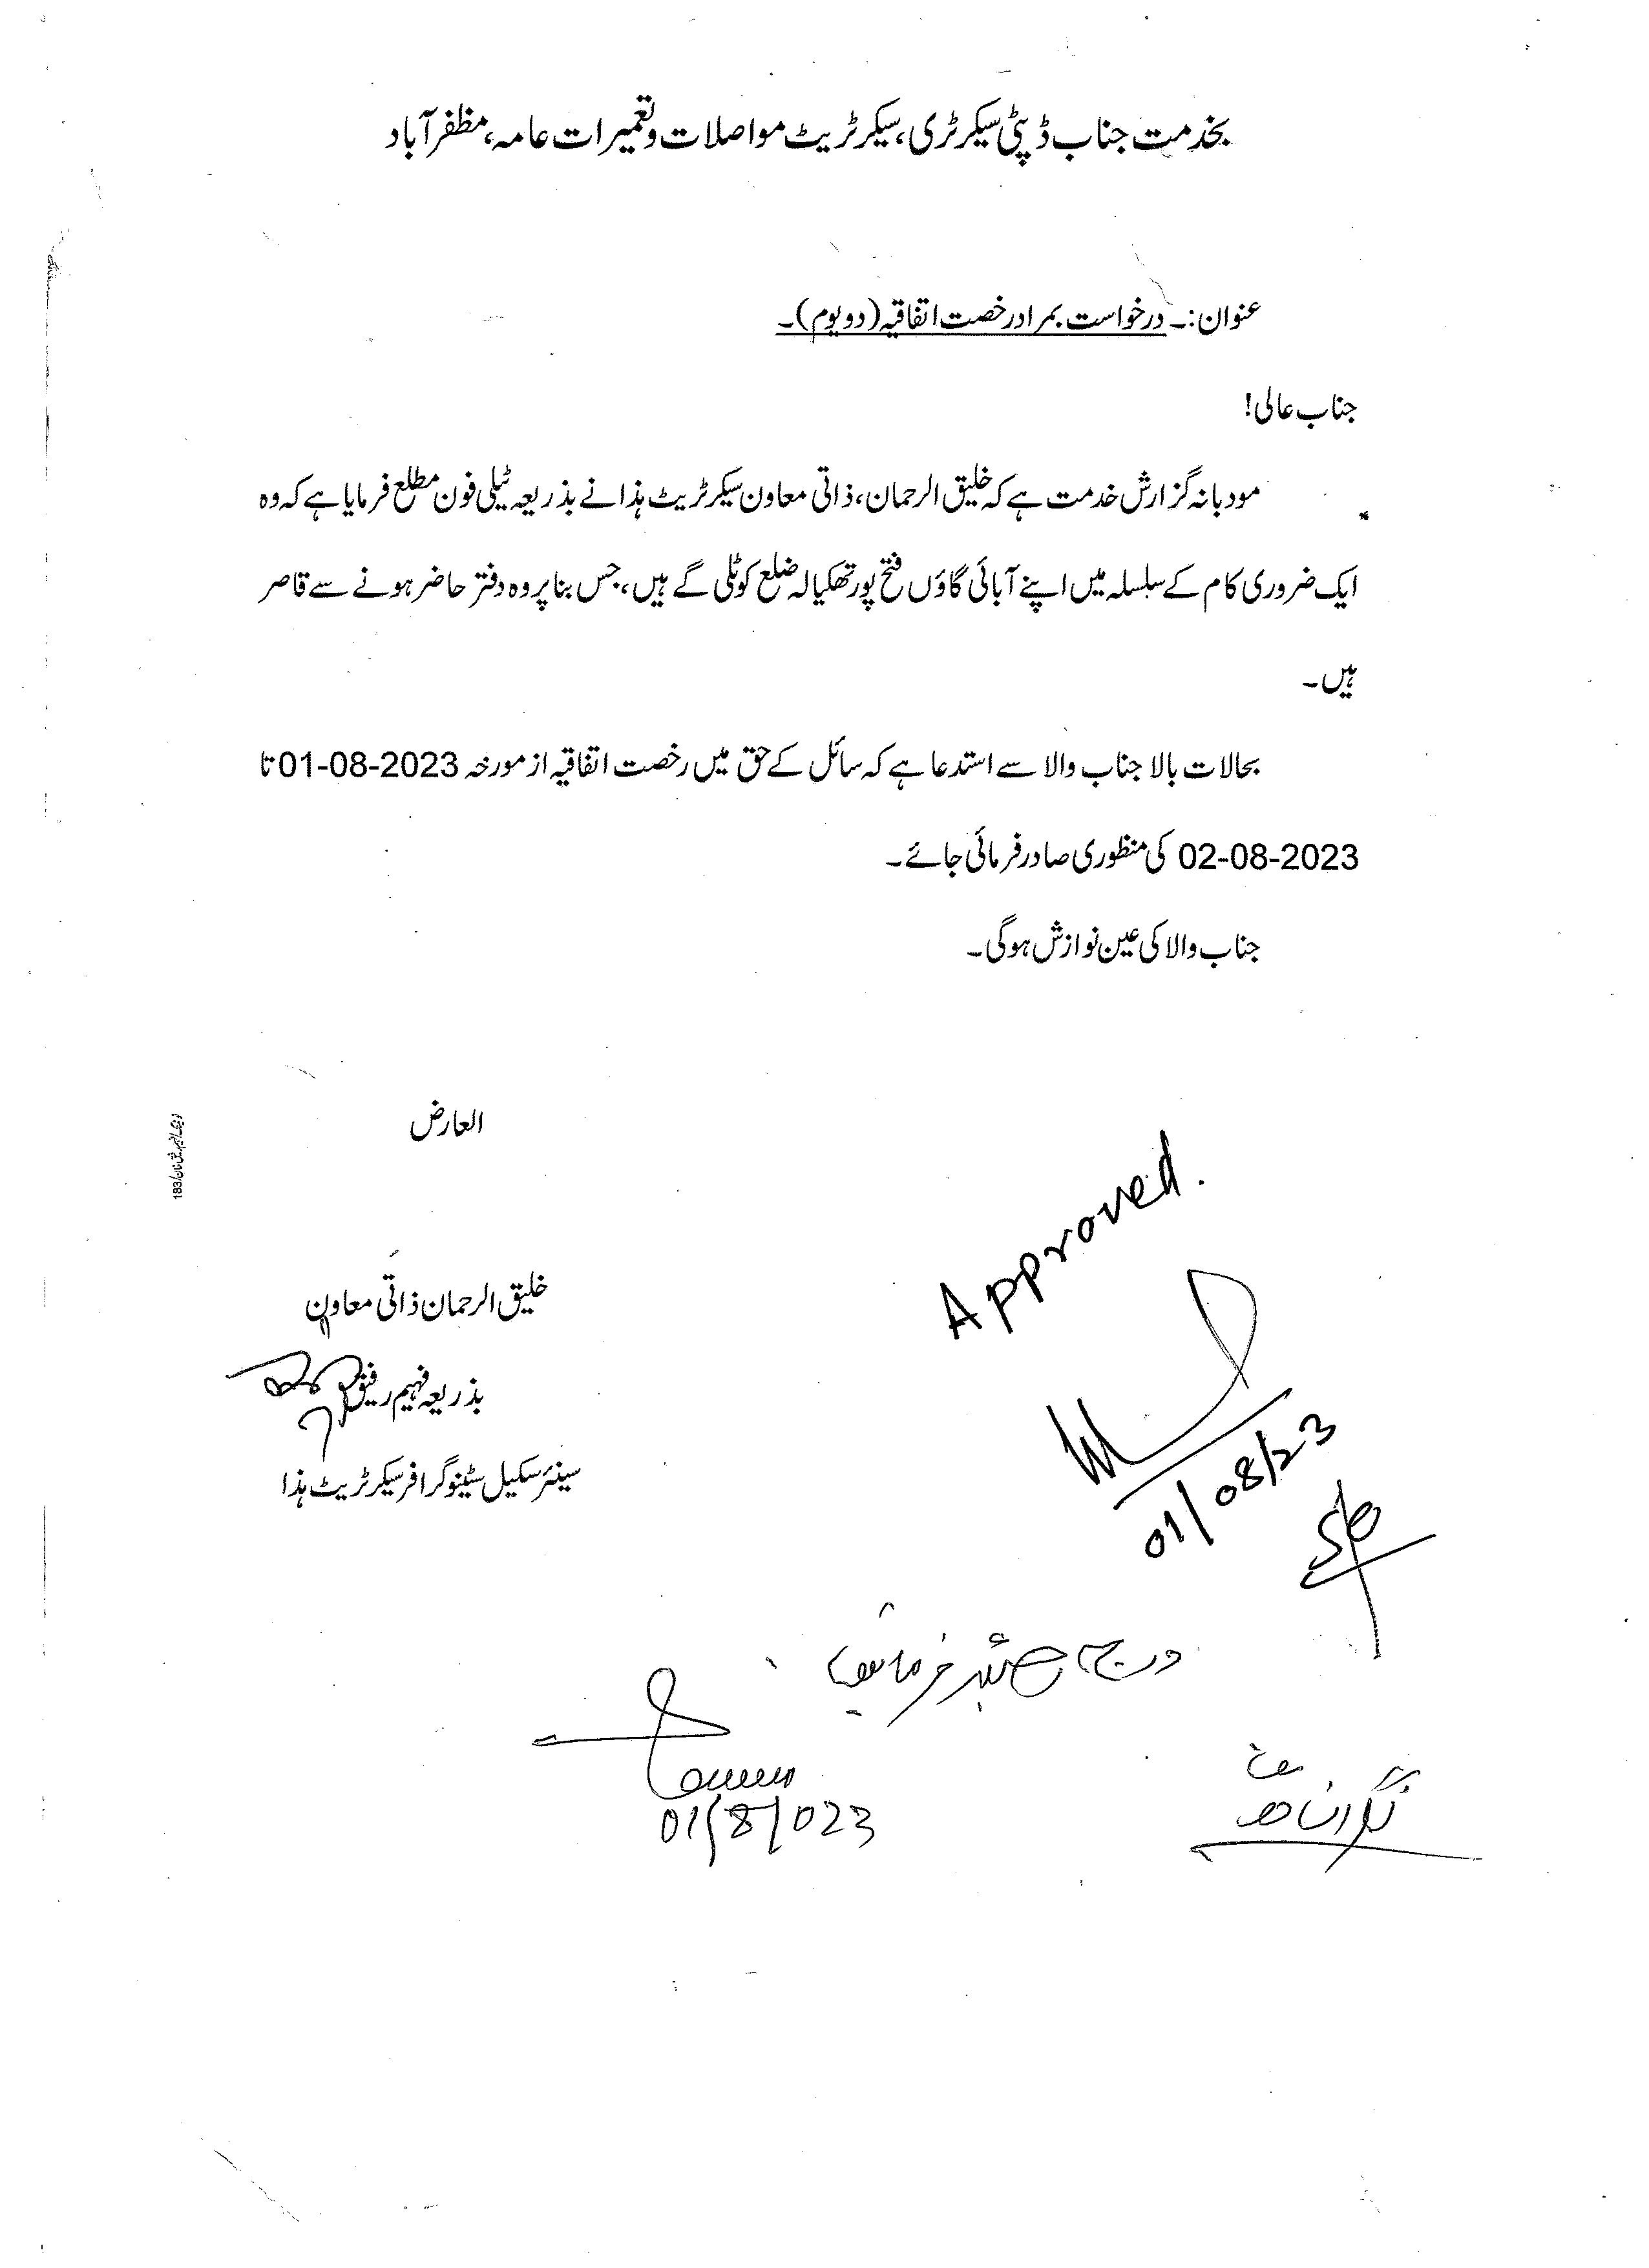 بخدمت جناب ڈپٹی سیکرٹری، سیکرٹریٹ مواصلات و تعمیرات عامہ، مظفرآباد
عنوان:۔ درخواست بمراد رخصت اتفاقیہ (دو یوم)۔
جناب عالی!
مودبانہ گزارش خدمت ہے کہ خلیق الرحمان، ذاتی معاون سیکرٹریٹ ہذا نے بذریعہ ٹیلی فون مطلع فرمایا ہے کہ وہ
ایک ضروری کام کے سلسلہ میں اپنے آبائی گاؤں فتح پور تھکیالہ ضلع کوٹلی گے ہیں، جس بنا پر وہ دفتر حاضر ہونے سے قاصر
ہیں۔
بحالات بالا جناب والا سے استدعا ہے کہ سائل کے حق میں رخصت اتفاقیہ از مورخہ 01-08-2023 تا
02-08-2023 کی منظوری صادر فرمائی جائے۔
جناب والا کی عین نوازش ہوگی۔
العارض
خلیق الرحمان ذاتی معاون
بذریعہ فہیم رفیق
سینئر سکیل سٹینوگرافر سیکرٹریٹ ہذا
Approved.
01/08/23
درج رجسٹر فرمائیں
01/8/023